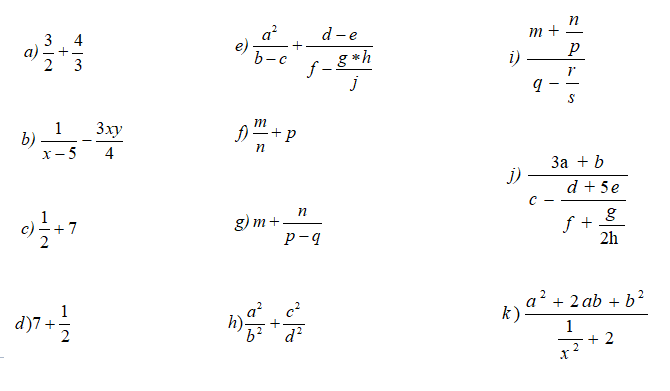 a) 3/2 + 4/3
b) 1/(x – 5) – 3xy/4
c) 1/2 + 7
d) 7 + 1/2
e) a²/(b – c) + (d – e)/(f – (g * h)/j)
f) m/n + p
g) m + n/(p – q)
h) a²/b² + c²/d²
i) (m + n/p)/(q – r/s)
j) (3a + b)/(c – (d + 5e)/(f + g/(2h)))
k) (a² + 2ab + b²)/(1/x² + 2)